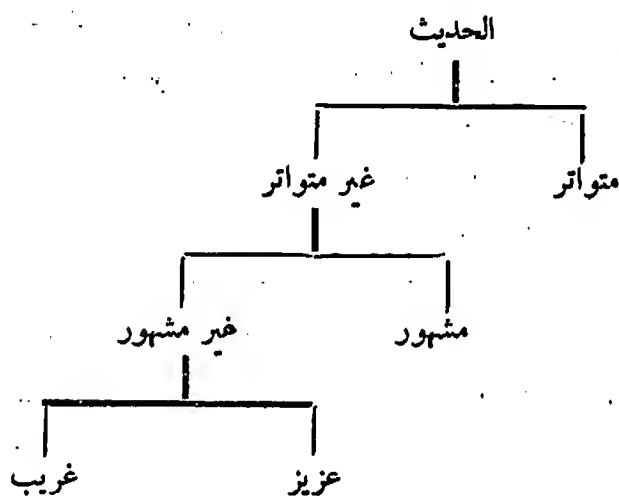 الحديث
متواتر غير متواتر
مشهور غير مشهور
عزيز غريب